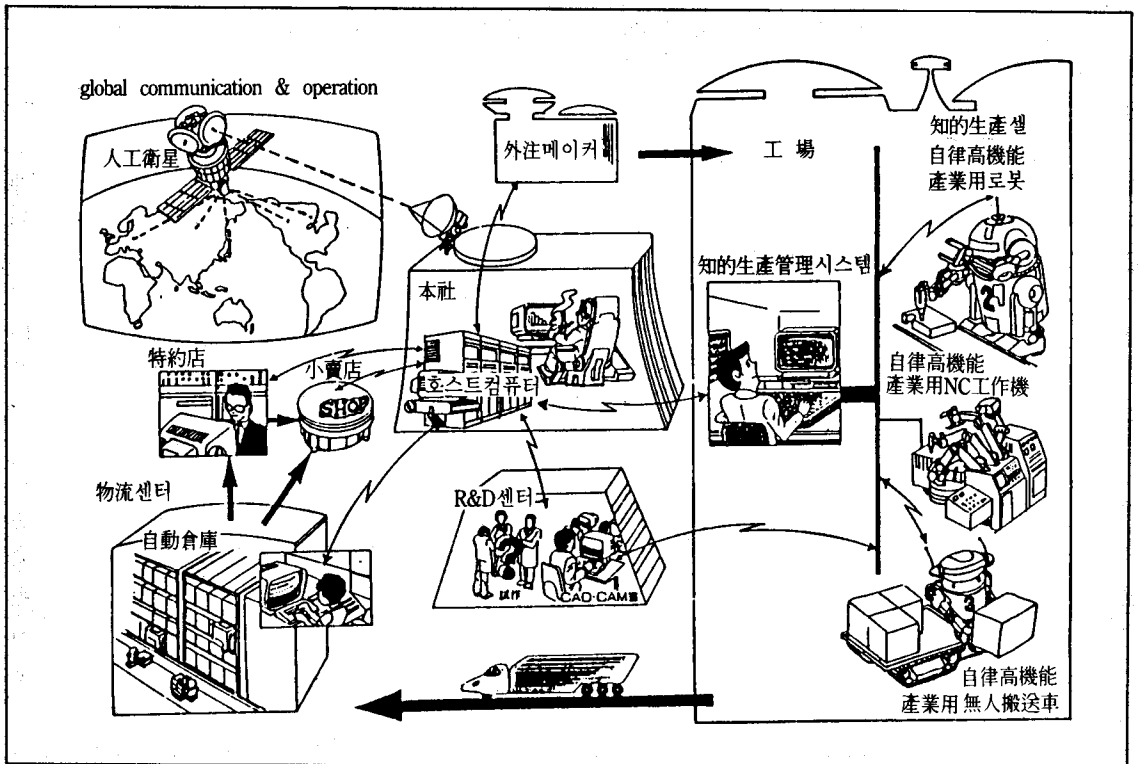 global communication & operation
人工衛星
外注메이커
工 場
知的生産셀
自律高機能
産業用로봇
本社
知的生産管理시스템
特約店
小賣店
SHOP
호스트컴퓨터
21
自律高機能
産業用NC工作機
物流센터
自動倉庫
R&D센터
試作
CAD·CAM
自律高機能
産業用 無人搬送車